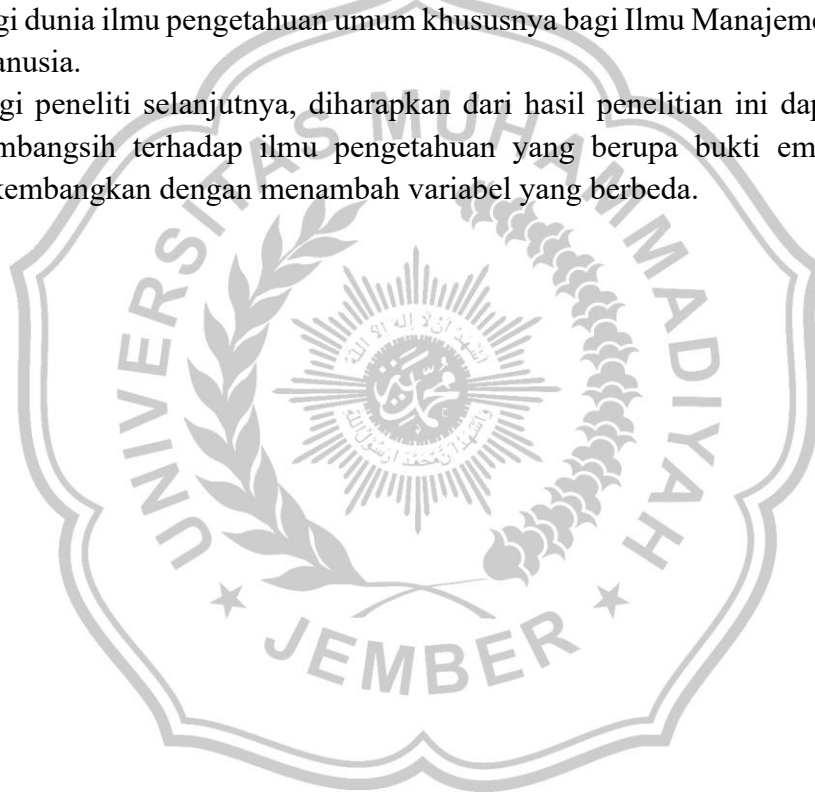 gi dunia ilmu pengetahuan umum khususnya bagi Ilmu Manajeme
anusia.
gi peneliti selanjutnya, diharapkan dari hasil penelitian ini dap
mbangsih terhadap ilmu pengetahuan yang berupa bukti em
kembangkan dengan menambah variabel yang berbeda.
UNIVERSITAS MUHAMMADIYAH
JEMBER